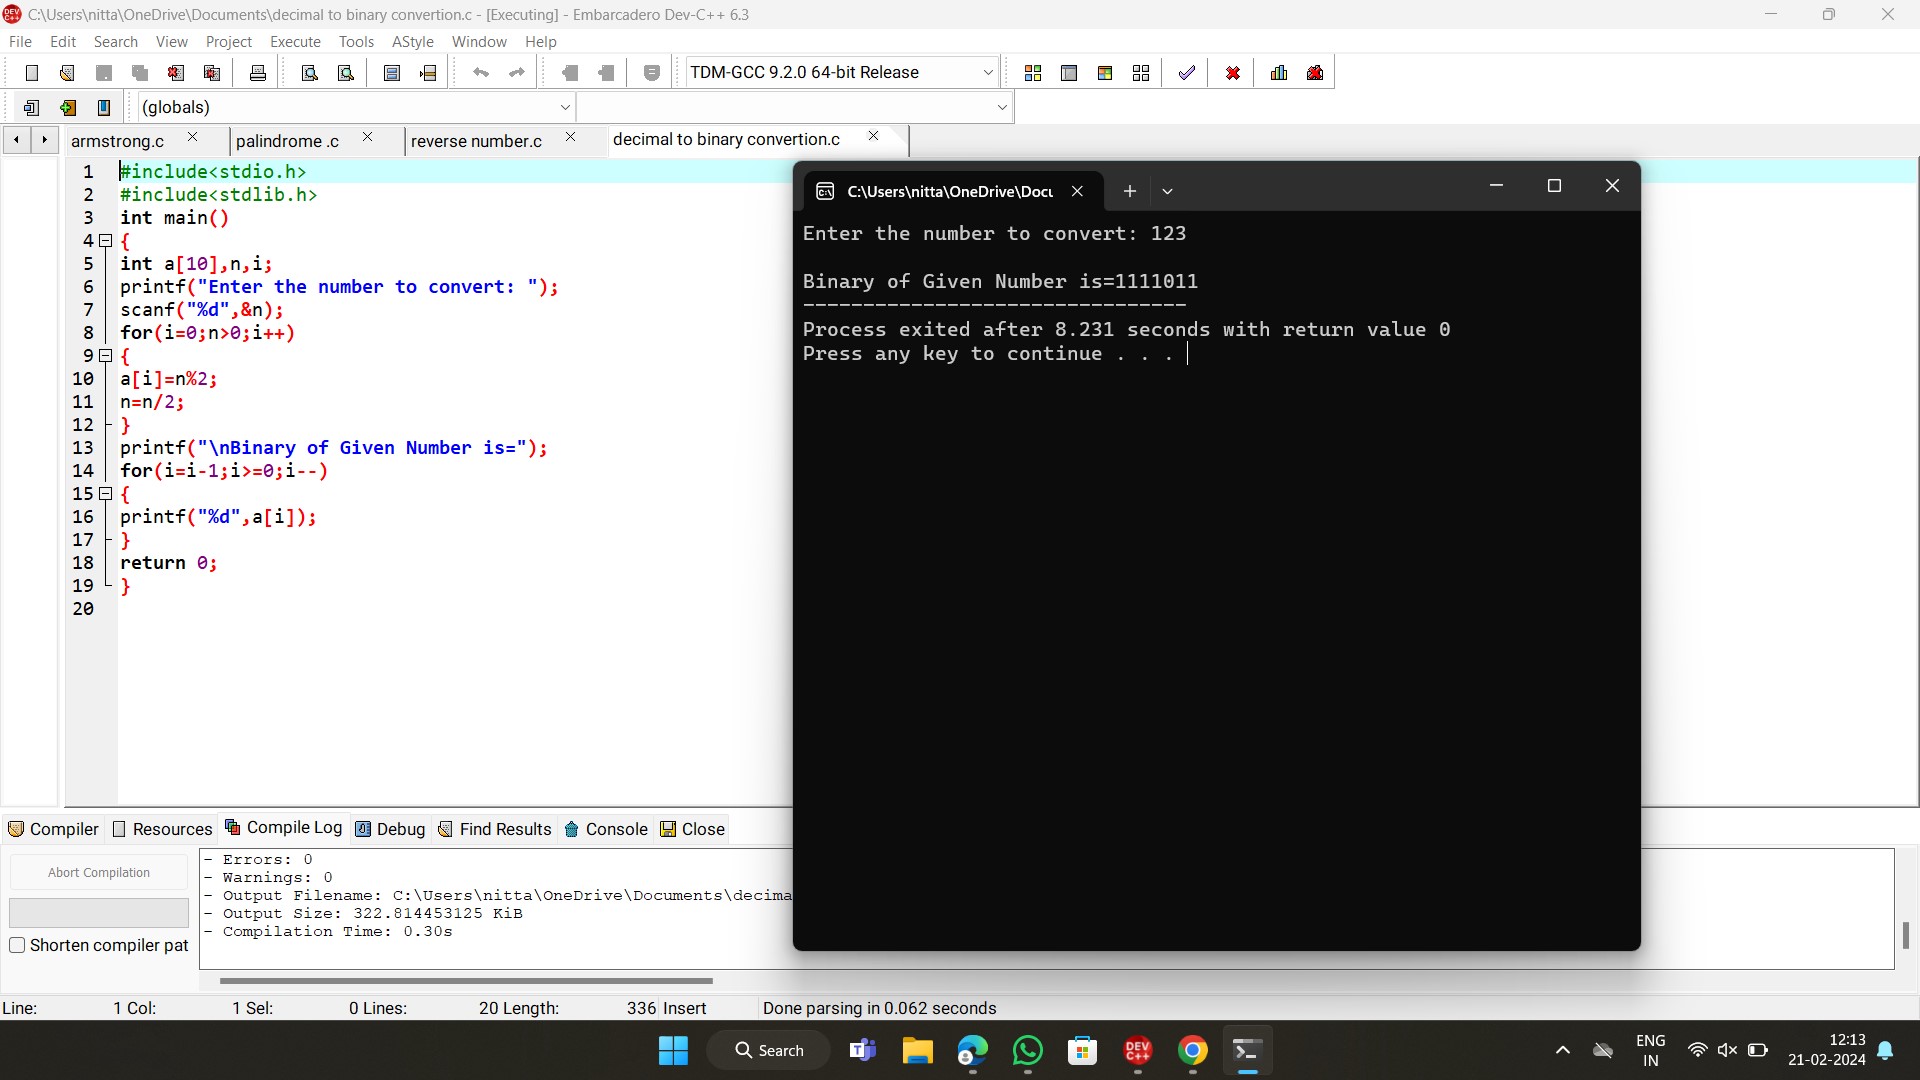 C:\Users\nitta\OneDrive\Documents\decimal to binary convertion.c - [Executing] - Embarcadero Dev-C++ 6.3
File Edit Search View Project Execute Tools AStyle Window Help
TDM-GCC 9.2.0 64-bit Release
(globals)
armstrong.c palindrome .c reverse number.c decimal to binary convertion.c
1 #include<stdio.h>
2 #include<stdlib.h>
3 int main()
4 {
5 int a[10],n,i;
6 printf("Enter the number to convert: ");
7 scanf("%d",&n);
8 for(i=0;n>0;i++)
9 {
10 a[i]=n%2;
11 n=n/2;
12 }
13 printf("\nBinary of Given Number is=");
14 for(i=i-1;i>=0;i--)
15 {
16 printf("%d",a[i]);
17 }
18 return 0;
19 }
20
C:\Users\nitta\OneDrive\Docu
Enter the number to convert: 123
Binary of Given Number is=1111011
--------------------------------
Process exited after 8.231 seconds with return value 0
Press any key to continue . . .
Compiler Resources Compile Log Debug Find Results Console Close
Abort Compilation
Shorten compiler pat
- Errors: 0
- Warnings: 0
- Output Filename: C:\Users\nitta\OneDrive\Documents\decima
- Output Size: 322.814453125 KiB
- Compilation Time: 0.30s
Line: 1 Col: 1 Sel: 0 Lines: 20 Length: 336 Insert Done parsing in 0.062 seconds
Search
DEV C++
ENG
IN
12:13
21-02-2024